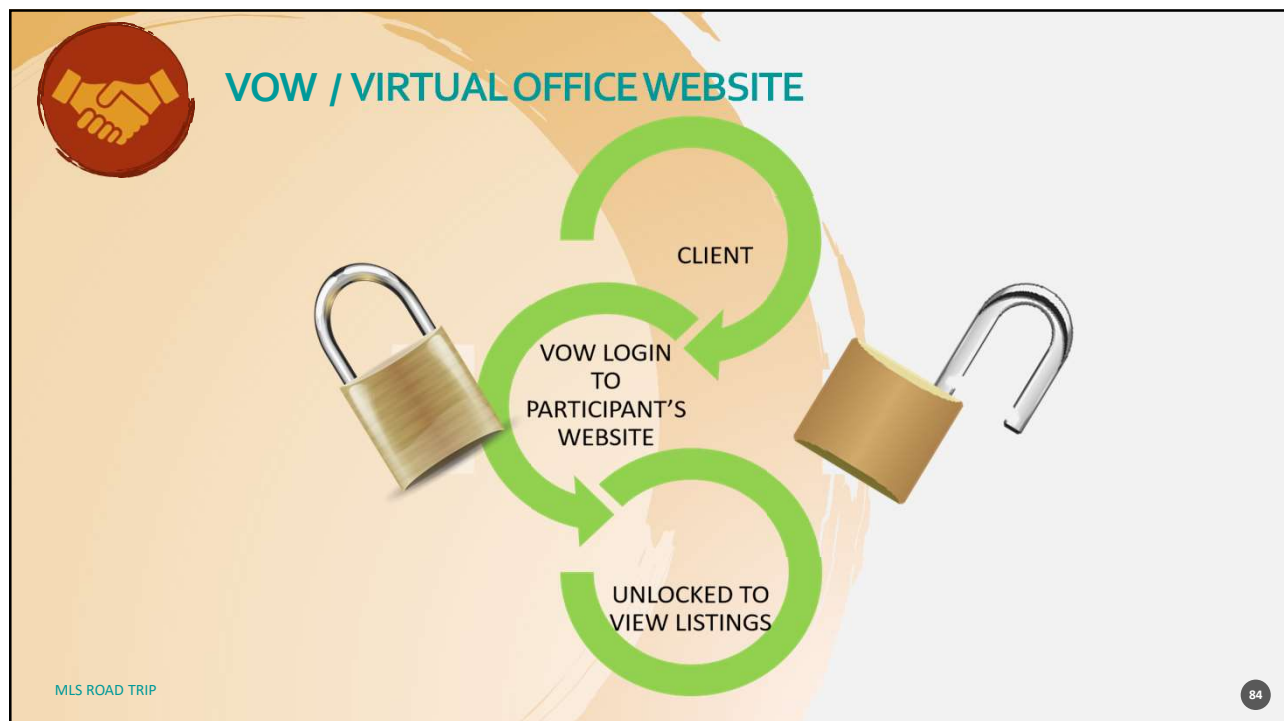 VOW / VIRTUAL OFFICE WEBSITE
CLIENT
VOW LOGIN
TO
PARTICIPANT’S
WEBSITE
UNLOCKED TO
VIEW LISTINGS
MLS ROAD TRIP
84